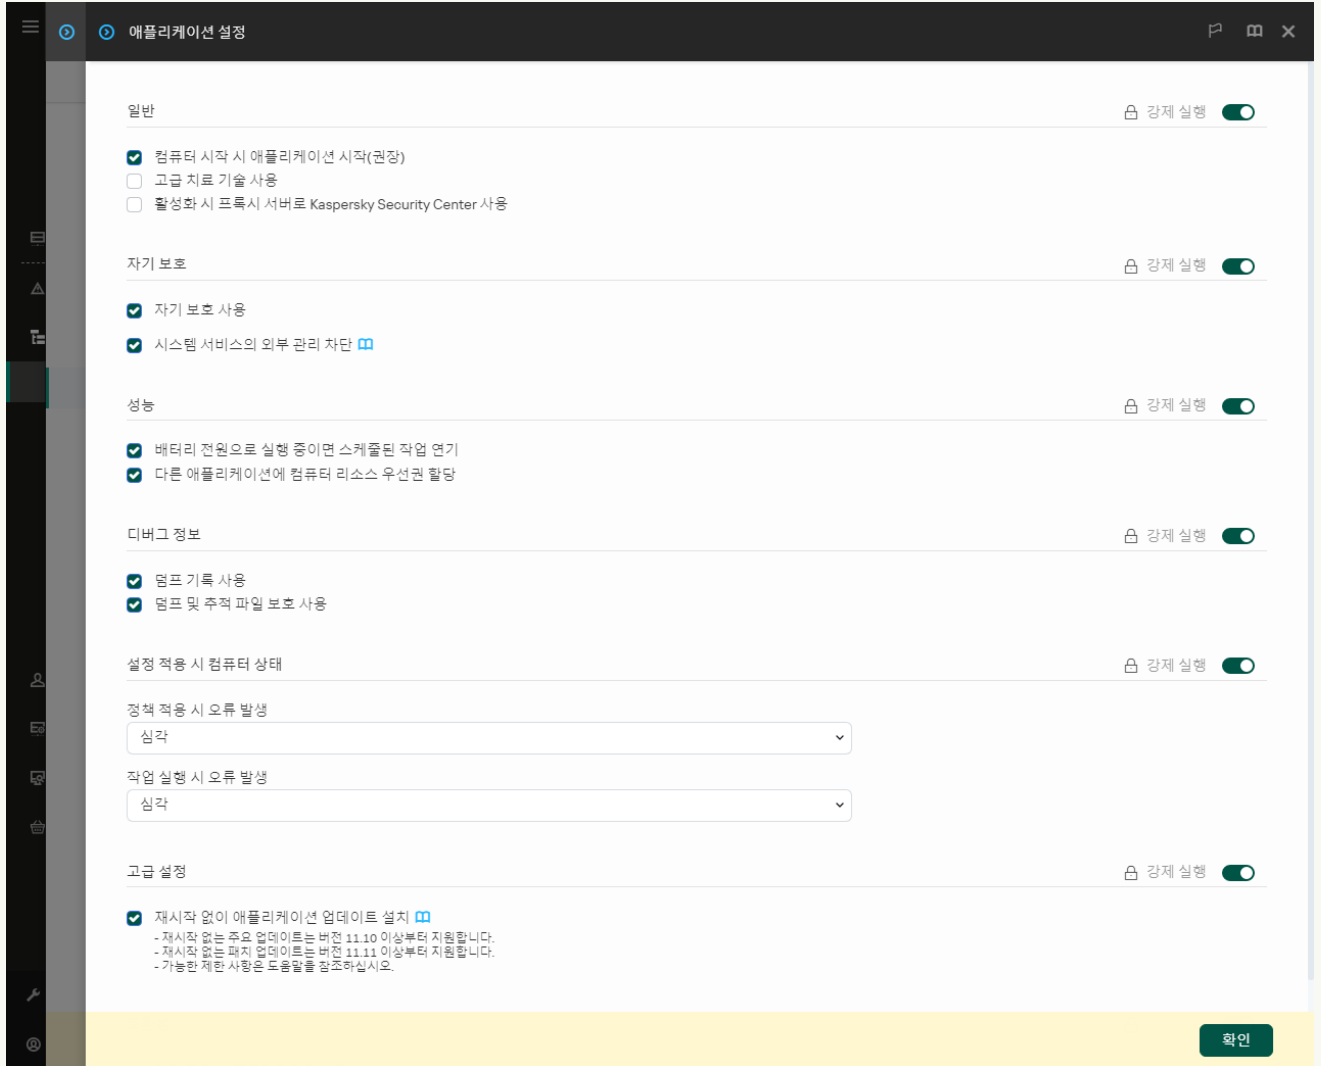 애플리케이션 설정
일반
강제 실행
컴퓨터 시작 시 애플리케이션 시작(권장)
고급 치료 기술 사용
활성화 시 프록시 서버로 Kaspersky Security Center 사용
자기 보호
강제 실행
자기 보호 사용
시스템 서비스의 외부 관리 차단
성능
강제 실행
배터리 전원으로 실행 중이면 스케줄된 작업 연기
다른 애플리케이션에 컴퓨터 리소스 우선권 할당
디버그 정보
강제 실행
덤프 기록 사용
덤프 및 추적 파일 보호 사용
설정 적용 시 컴퓨터 상태
강제 실행
정책 적용 시 오류 발생
심각
작업 실행 시 오류 발생
심각
고급 설정
강제 실행
재시작 없이 애플리케이션 업데이트 설치
- 재시작 없는 주요 업데이트는 버전 11.10 이상부터 지원합니다.
- 재시작 없는 패치 업데이트는 버전 11.11 이상부터 지원합니다.
- 가능한 제한 사항은 도움말를 참조하십시오.
확인